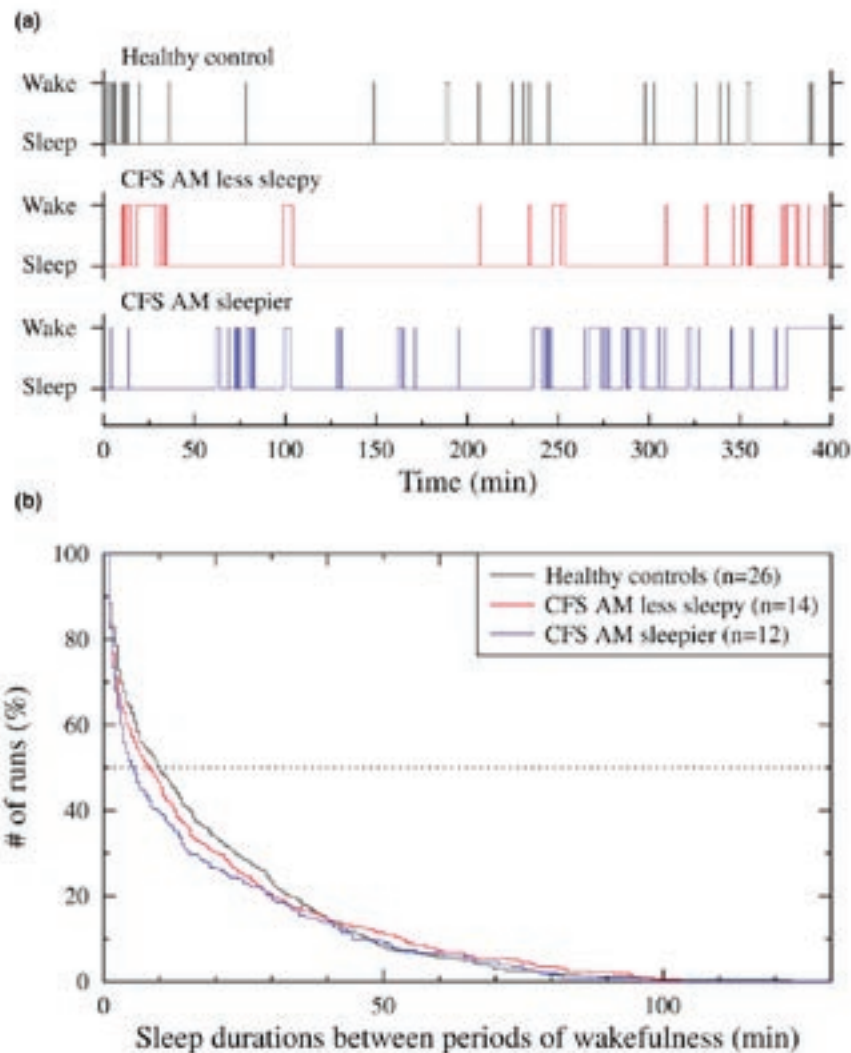 (a)
Healthy control
Wake
Sleep
CFS AM less sleepy
Wake
Sleep
CFS AM sleepier
Wake
Sleep
0 50 100 150 200 250 300 350 400
Time (min)
(b)
100
80
60
40
20
0
# of runs (%)
Healthy controls (n=26)
CFS AM less sleepy (n=14)
CFS AM sleepier (n=12)
0 50 100
Sleep durations between periods of wakefulness (min)